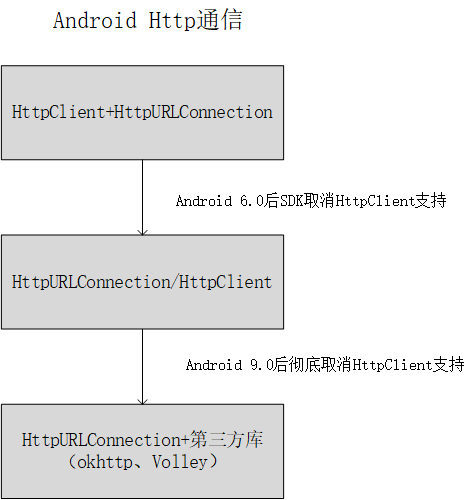 Android Http通信
HttpClient+HttpURLConnection
Android 6.0后SDK取消HttpClient支持
HttpURLConnection/HttpClient
Android 9.0后彻底取消HttpClient支持
HttpURLConnection+第三方库
（okhttp、Volley）